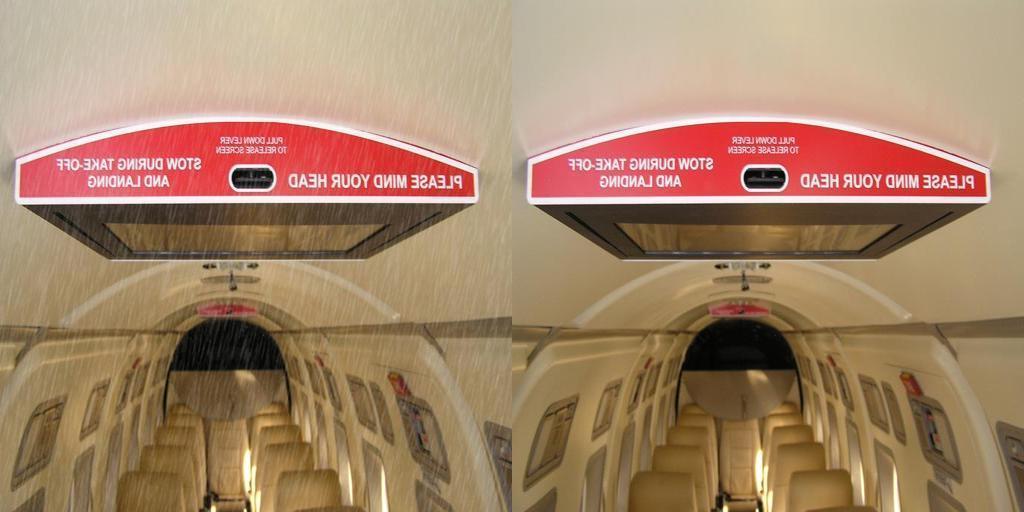 PULL DOWN LEVER
TO RELEASE SCREEN
STOW DURING TAKE-OFF
AND LANDING
PLEASE MIND YOUR HEAD
PULL DOWN LEVER
TO RELEASE SCREEN
STOW DURING TAKE-OFF
AND LANDING
PLEASE MIND YOUR HEAD